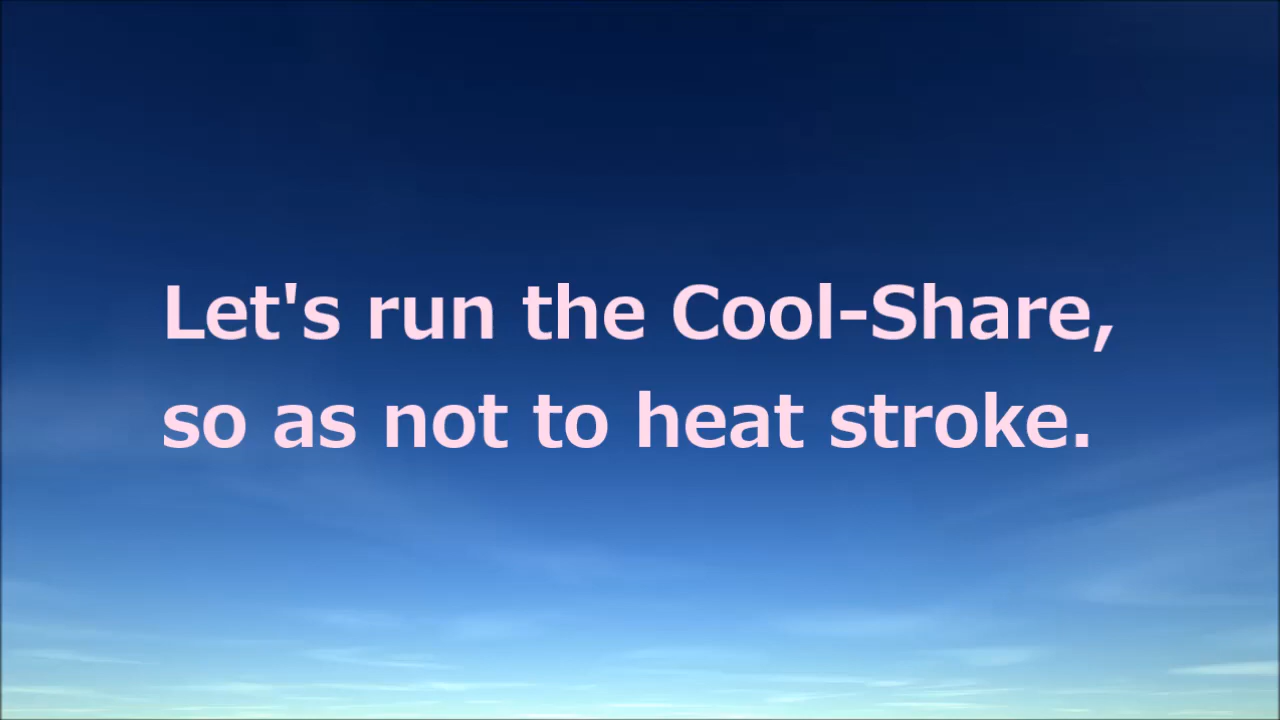 Let's run the Cool-Share,
so as not to heat stroke.